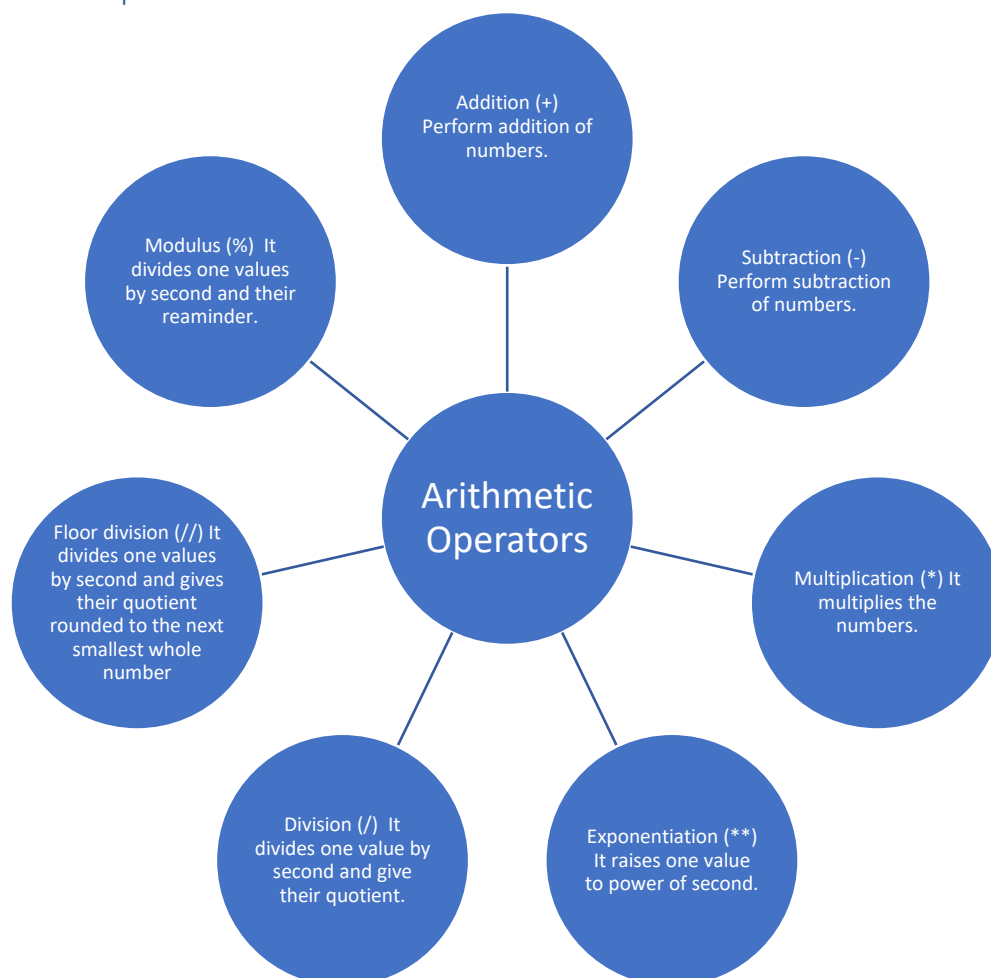 Addition (+)
Perform addition of
numbers.
Subtraction (-)
Perform subtraction
of numbers.
Multiplication (*) It
multiplies the
numbers.
Exponentiation (**)
It raises one value
to power of second.
Division (/)  It
divides one value by
second and give
their quotient.
Floor division (//) It
divides one values
by second and gives
their quotient
rounded to the next
smallest whole
number
Modulus (%)  It
divides one values
by second and their
reaminder.
Arithmetic
Operators